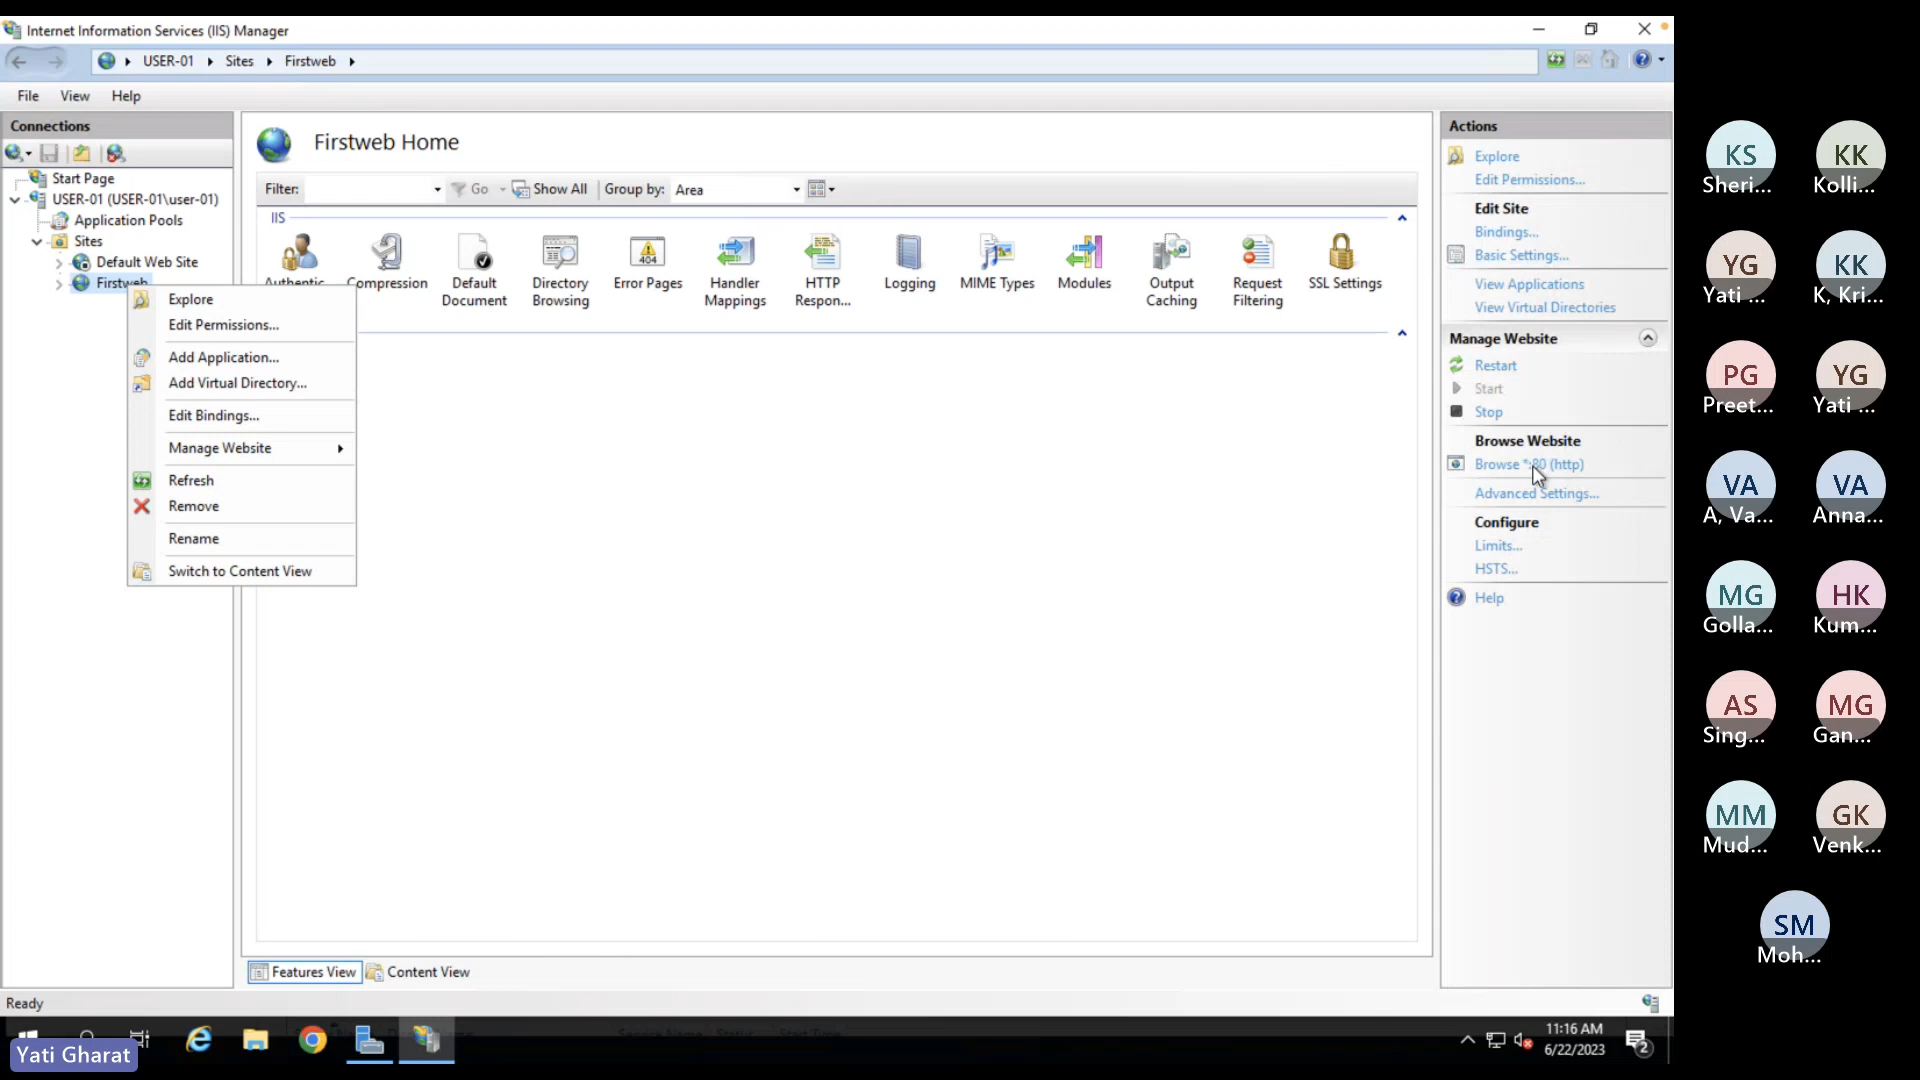 Internet Information Services (IIS) Manager
USER-01 Sites Firstweb
File View Help
Connections
Start Page
USER-01 (USER-01\user-01)
Application Pools
Sites
Default Web Site
Firstweb
Explore
Edit Permissions...
Add Application...
Add Virtual Directory...
Edit Bindings...
Manage Website
Refresh
Remove
Rename
Switch to Content View
Firstweb Home
Filter: Go Show All Group by: Area
IIS
Compression
Default Document
Directory Browsing
404
Error Pages
Handler Mappings
HTTP Respon...
Logging
MIME Types
Modules
Output Caching
Request Filtering
SSL Settings
Features View Content View
Actions
Explore
Edit Permissions...
Edit Site
Bindings...
Basic Settings...
View Applications
View Virtual Directories
Manage Website
Restart
Start
Stop
Browse Website
Browse *:80 (http)
Advanced Settings...
Configure
Limits...
HSTS...
Help
Ready
Yati Gharat
11:16 AM
6/22/2023
2
KS
Sheri...
KK
Kolli...
YG
Yati ...
KK
K, Kri...
PG
Preet...
YG
Yati ...
VA
A, Va...
VA
Anna...
MG
Golla...
HK
Kum...
AS
Sing...
MG
Gan...
MM
Mud...
GK
Venk...
SM
Moh...